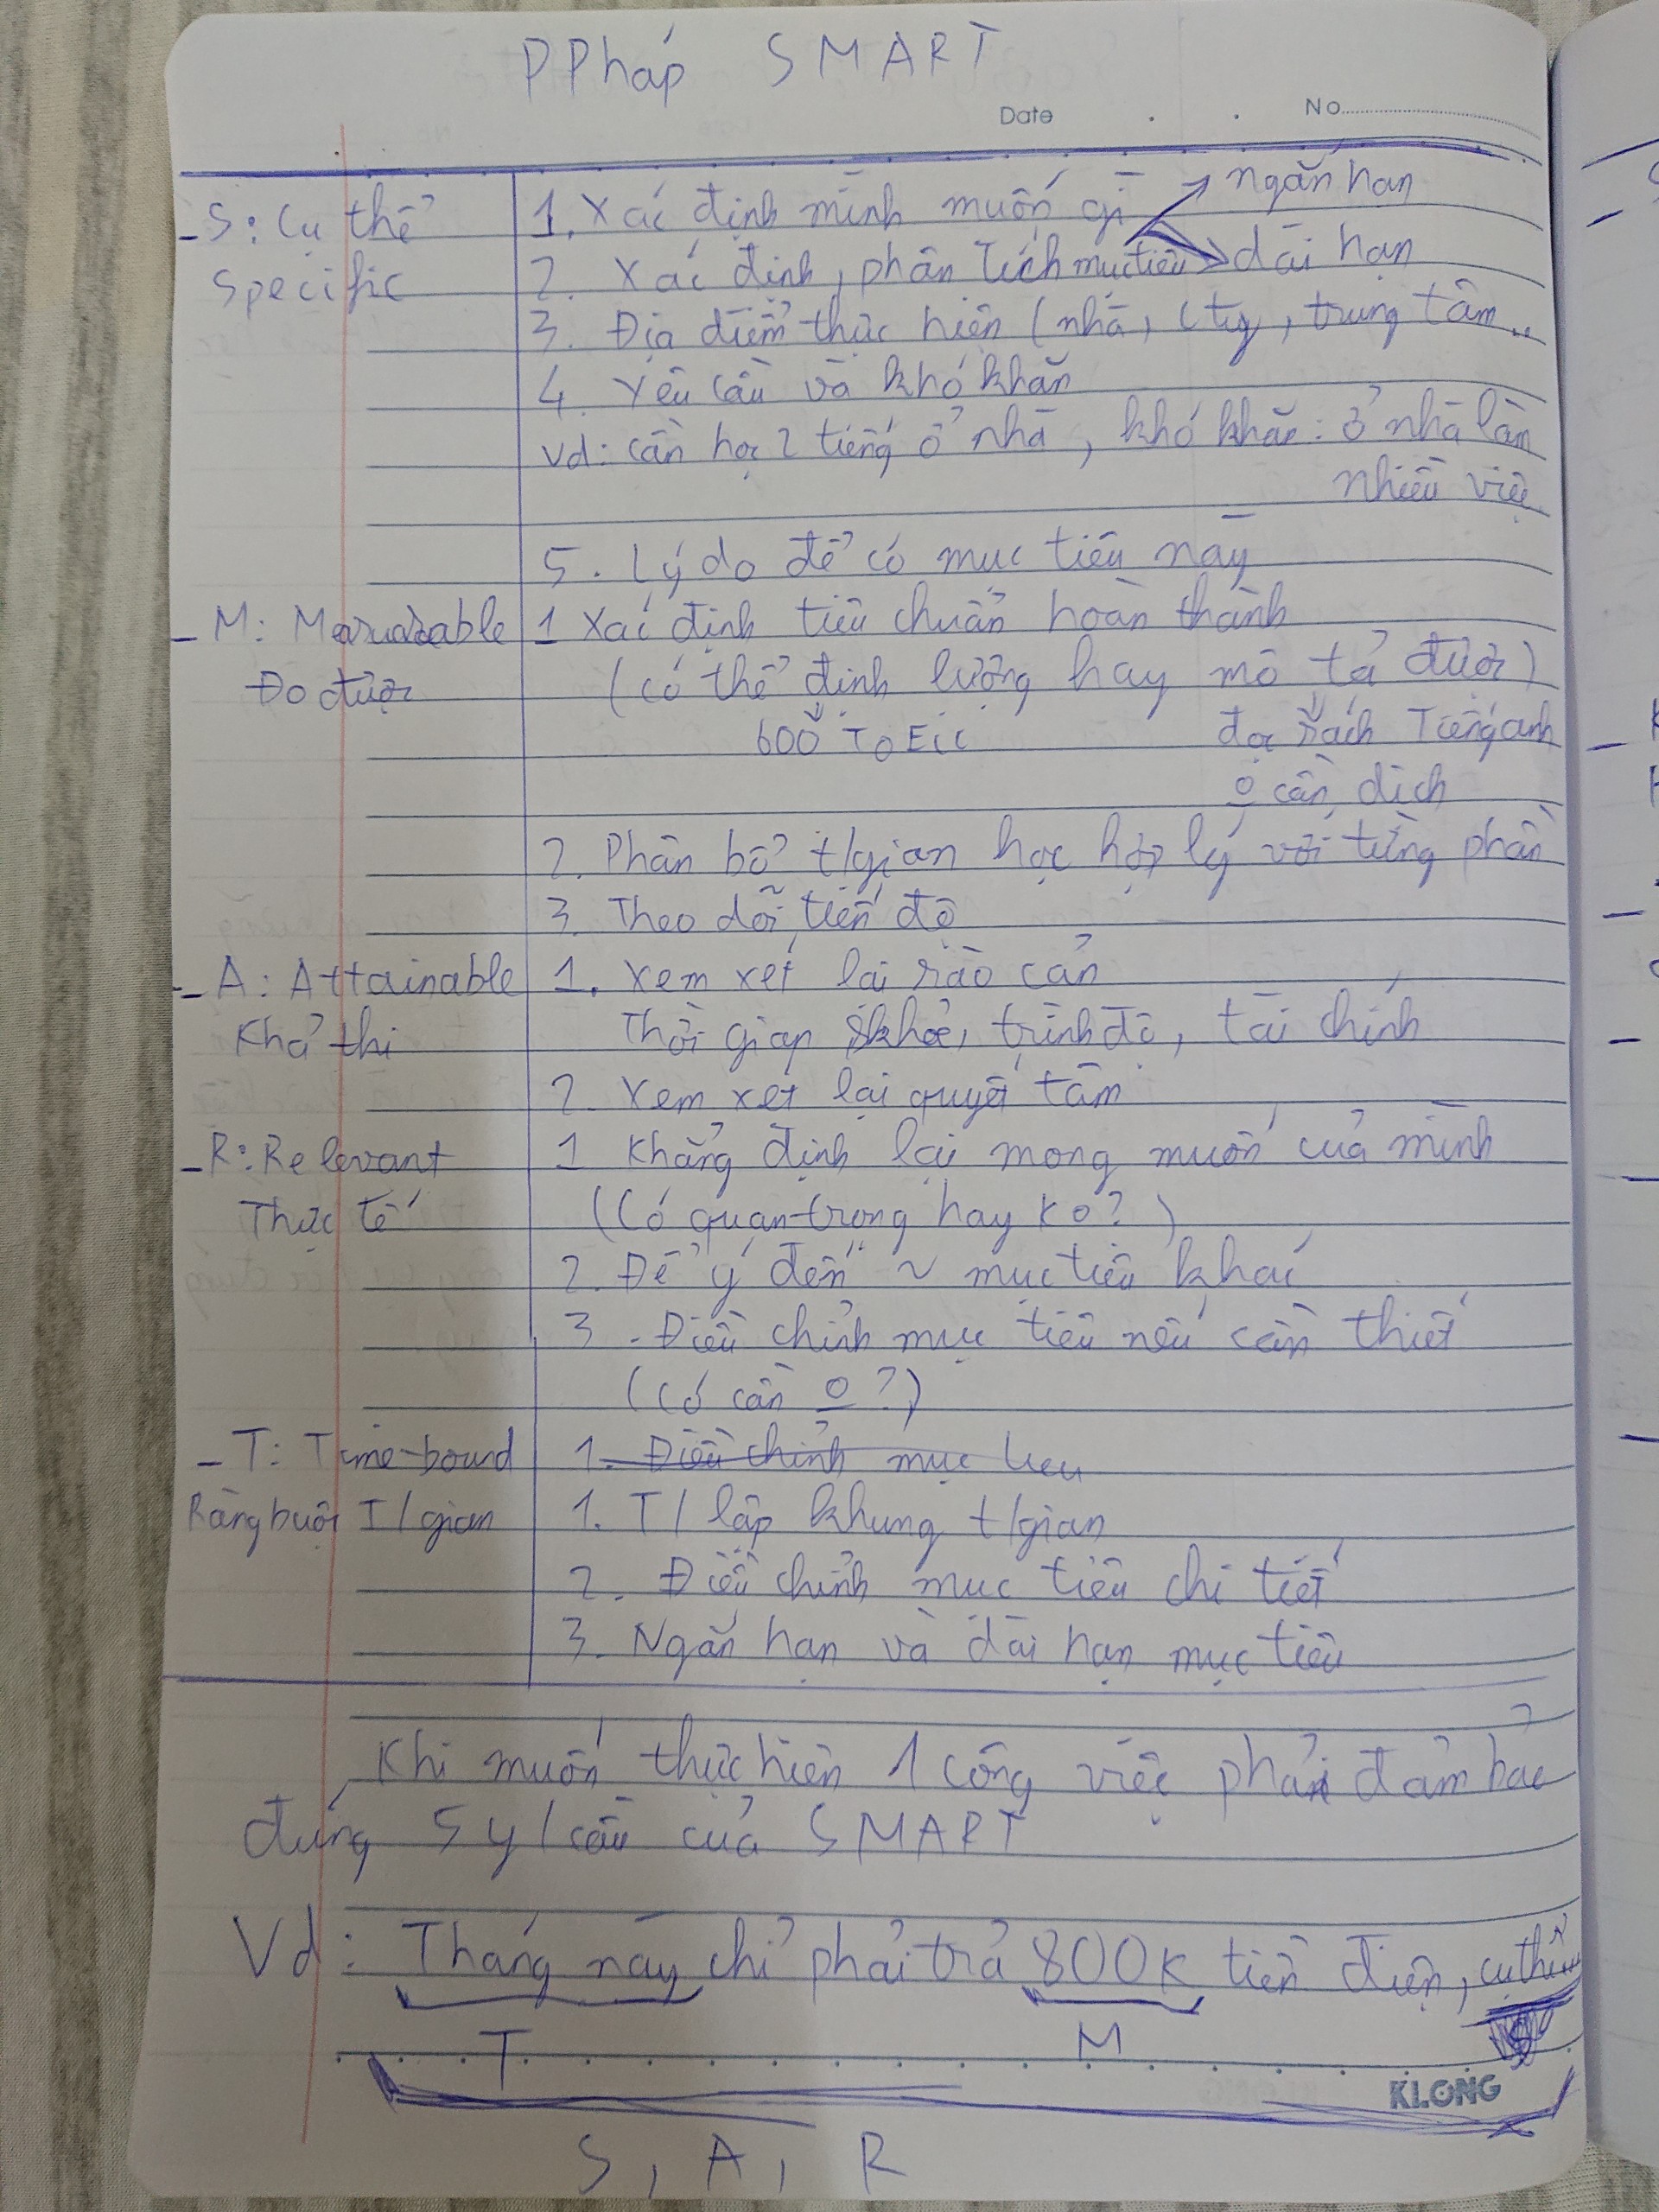 PPháp SMART
Date . . No
- S: Cụ thể
Specific
1. Xác định mình muốn gì
ngắn hạn
dài hạn
2. Xác định, phân tích mục tiêu
3. Địa điểm thực hiện (nhà, cty, trung tâm..
4. Yêu cầu và khó khăn
Vd: cần học 2 tiếng ở nhà, khó khăn: ở nhà làm
nhiều việc
5. Lý do để có mục tiêu này
- M:
Đo được
1 Xác định tiêu chuẩn hoàn thành
(có thể định lượng hay mô tả được)
600 TOEIC
đọc sách Tiếng anh
o cần dịch
2. Phân bổ t/gian học hợp lý với từng phần
3. Theo dõi tiến độ
- A: Attainable
Khả thi
1. Xem xét lại rào cản
Thời gian, skhỏe, trình độ, tài chính
2. Xem xét lại quyết tâm
- R: Relevant
Thực tế
1 Khẳng định lại mong muốn của mình
(Có quan trọng hay ko?)
2. Để ý đến ~ mục tiêu khác
3. Điều chỉnh mục tiêu nếu cần thiết
(Có cần o?)
- T: Time-bound
Ràng buộc T/gian
1. Điều chỉnh mục tiêu
1. T/lập khung t/gian
2. Điều chỉnh mục tiêu chi tiết
3. Ngắn hạn và dài hạn mục tiêu
Khi muốn thực hiện 1 công việc phải đảm bảo
đúng 5 y/cầu của SMART
Vd: Tháng này chỉ phải trả 800k tiền điện, cụ thể
T M S
KLONG
S, A, R